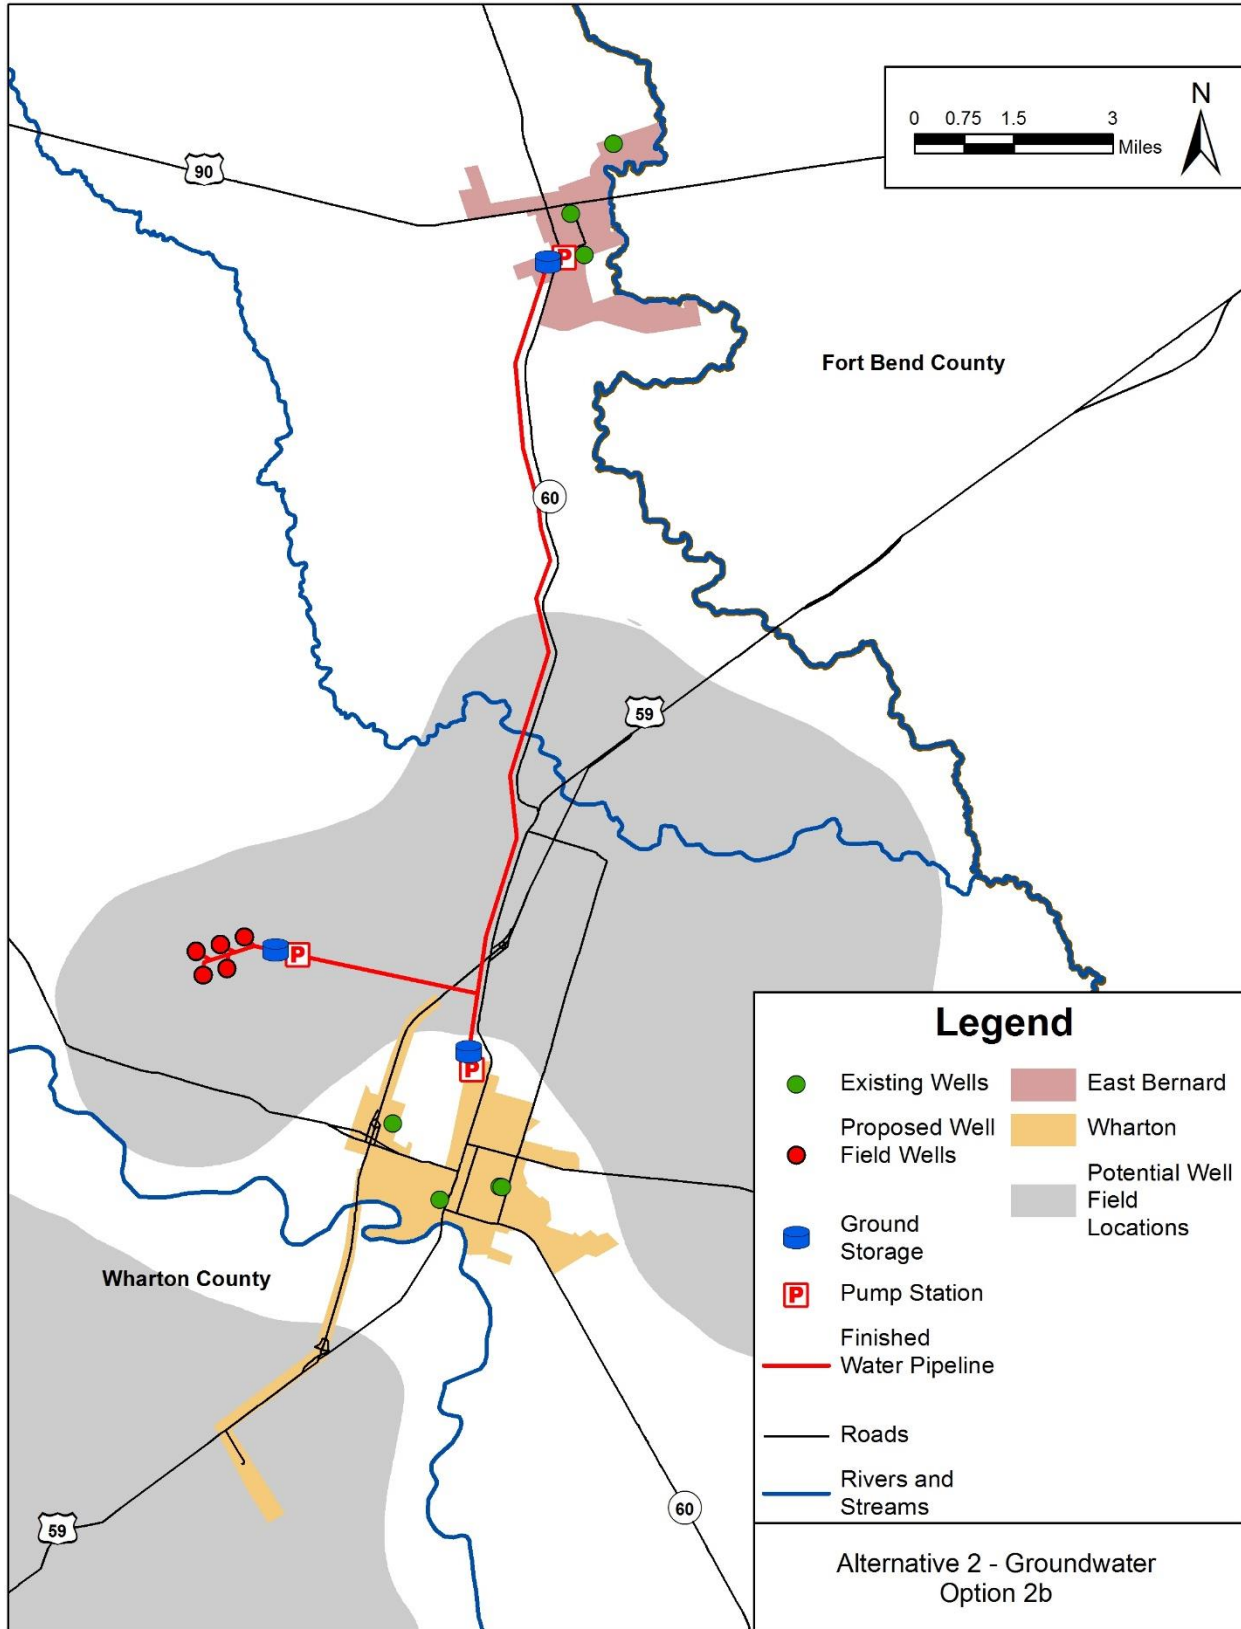 N
0 0.75 1.5 3
Miles
90
P
Fort Bend County
60
59
P
P
Wharton County
59
60
Legend
Existing Wells
Proposed Well
Field Wells
Ground
Storage
P
Pump Station
Finished
Water Pipeline
Roads
Rivers and
Streams
East Bernard
Wharton
Potential Well
Field
Locations
Alternative 2 - Groundwater
Option 2b